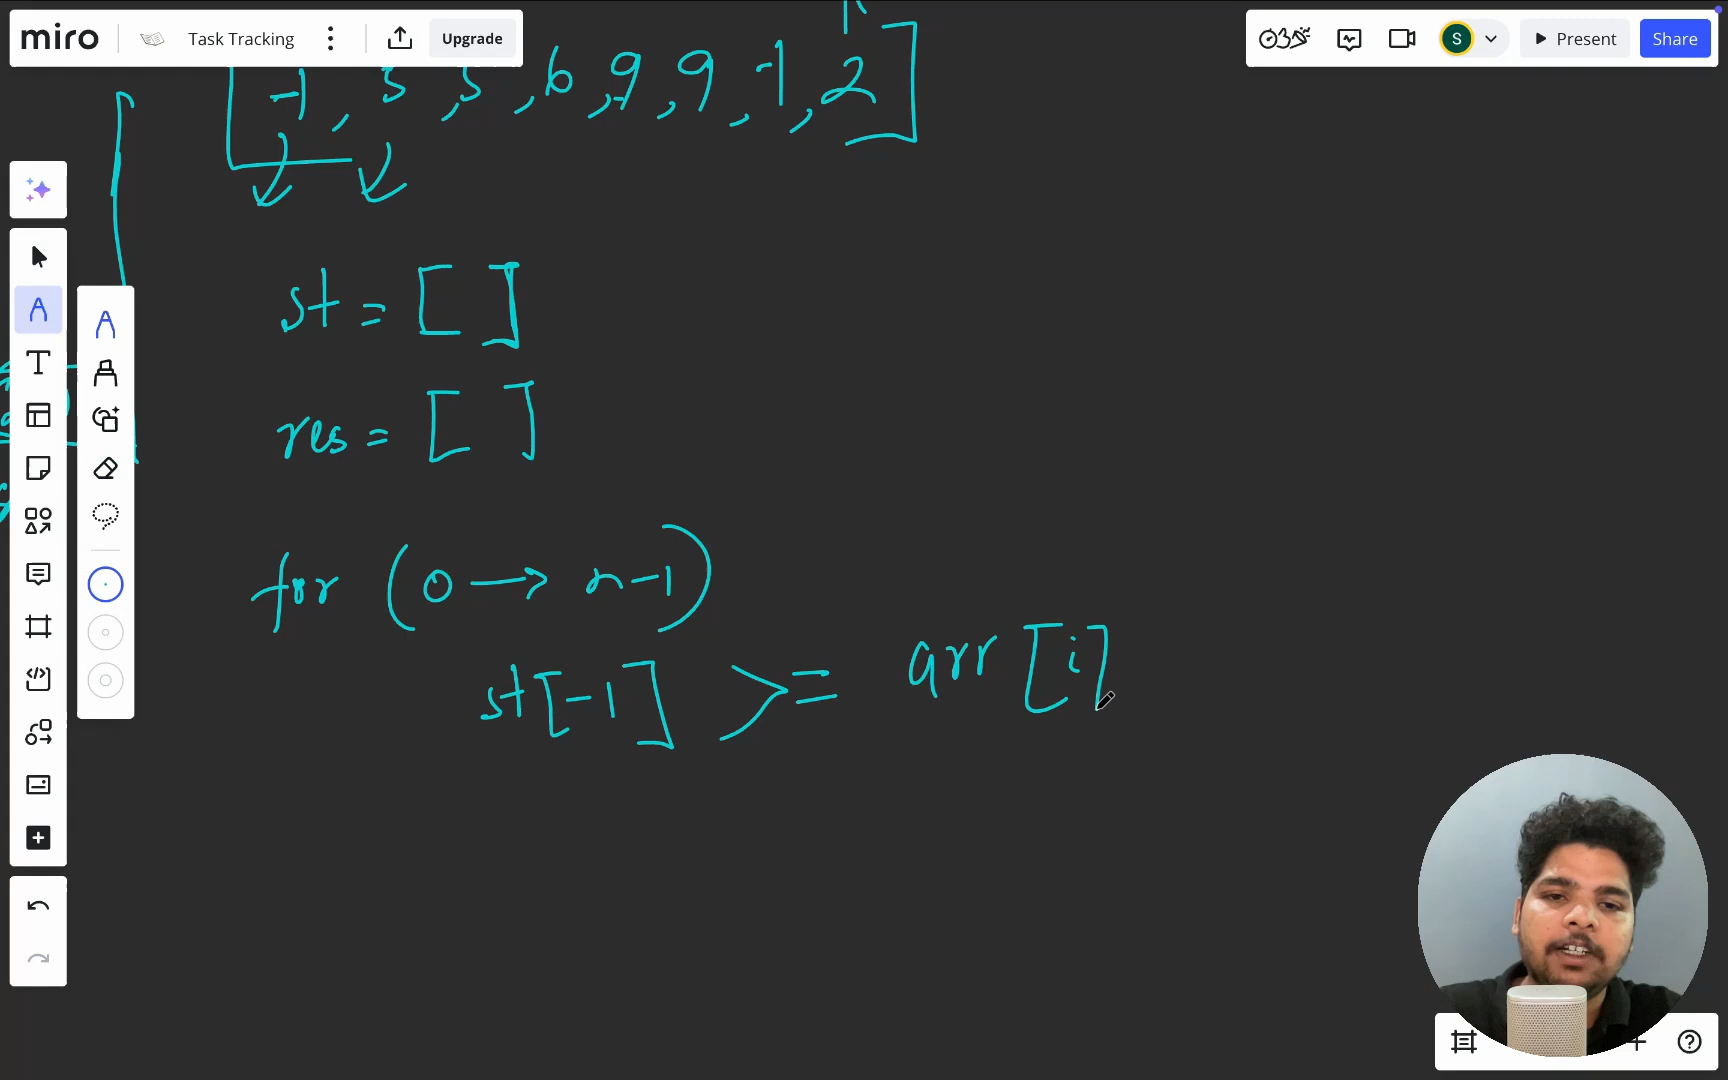 miro Task Tracking Upgrade
S Present Share
-1, 5, 5, 6, 9, 9, -1, 2]
st = [ ]
res = [ ]
for (0 → n-1)
st[-1] >= arr[i]